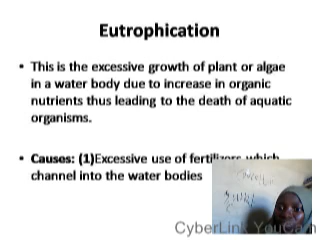 Eutrophication
• This is the excessive growth of plant or algae
in a water body due to increase in organic
nutrients thus leading to the death of aquatic
organisms.
• Causes: (1)Excessive use of fertilizers which
channel into the water bodies
CyberLink YouCam